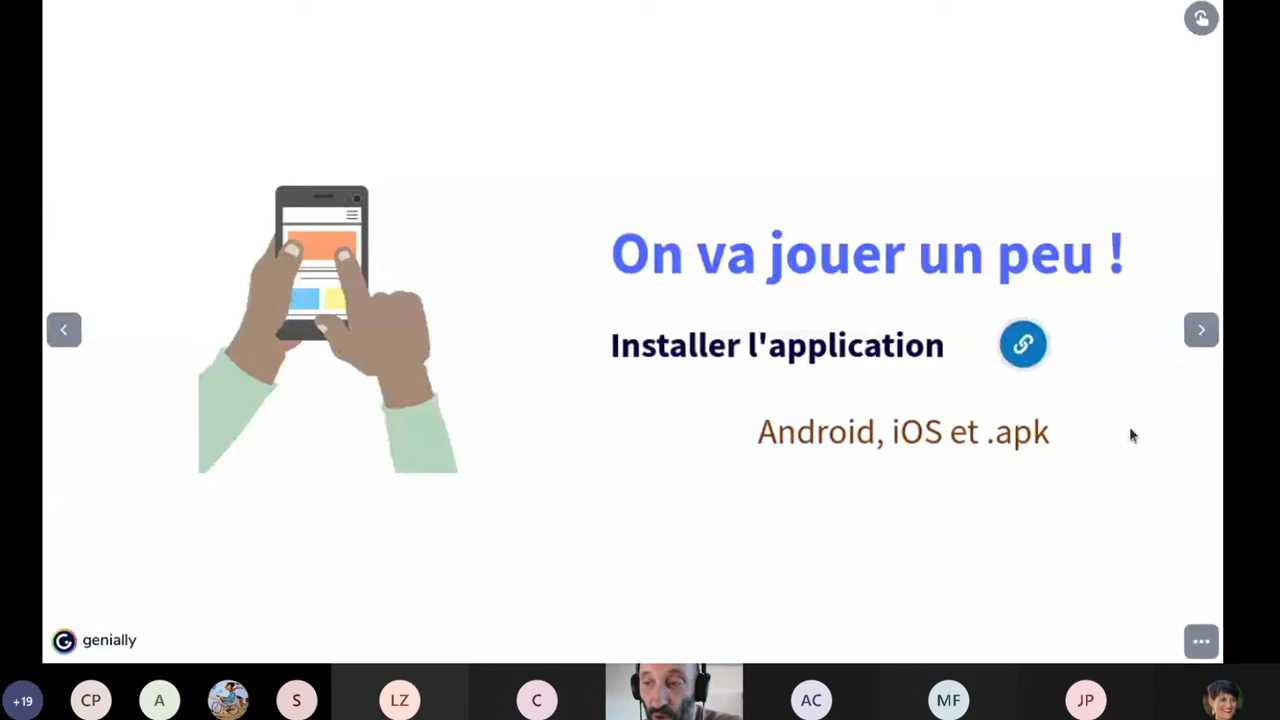 On va jouer un peu !
Installer l'application
Android, iOS et .apk
genially
+19
CP
A
S
LZ
C
AC
MF
JP